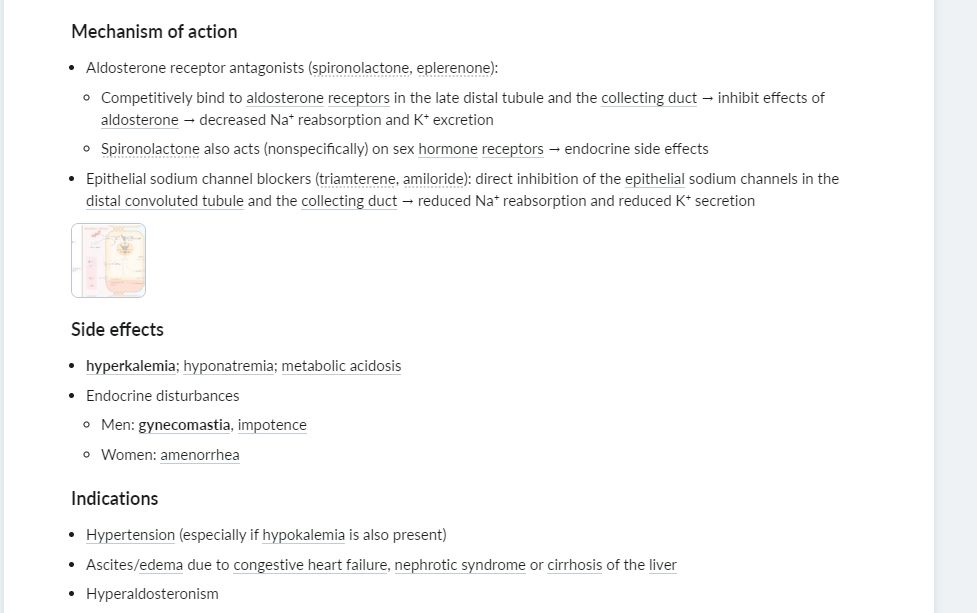 Mechanism of action
• Aldosterone receptor antagonists (spironolactone, eplerenone):
○ Competitively bind to aldosterone receptors in the late distal tubule and the collecting duct → inhibit effects of
aldosterone → decreased Na⁺ reabsorption and K⁺ excretion
○ Spironolactone also acts (nonspecifically) on sex hormone receptors → endocrine side effects
• Epithelial sodium channel blockers (triamterene, amiloride): direct inhibition of the epithelial sodium channels in the
distal convoluted tubule and the collecting duct → reduced Na⁺ reabsorption and reduced K⁺ secretion
Side effects
• hyperkalemia; hyponatremia; metabolic acidosis
• Endocrine disturbances
○ Men: gynecomastia, impotence
○ Women: amenorrhea
Indications
• Hypertension (especially if hypokalemia is also present)
• Ascites/edema due to congestive heart failure, nephrotic syndrome or cirrhosis of the liver
• Hyperaldosteronism